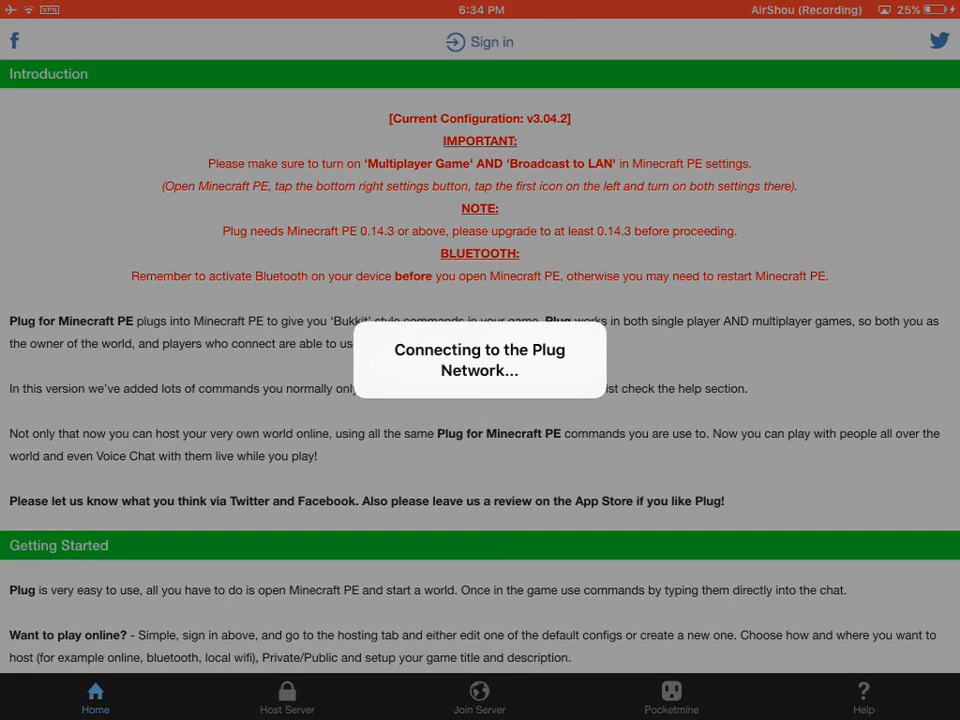 VPN 6:34 PM AirShou (Recording) 25%
f Sign in
Introduction
[Current Configuration: v3.04.2]
IMPORTANT:
Please make sure to turn on 'Multiplayer Game' AND 'Broadcast to LAN' in Minecraft PE settings.
(Open Minecraft PE, tap the bottom right settings button, tap the first icon on the left and turn on both settings there).
NOTE:
Plug needs Minecraft PE 0.14.3 or above, please upgrade to at least 0.14.3 before proceeding.
BLUETOOTH:
Remember to activate Bluetooth on your device before you open Minecraft PE, otherwise you may need to restart Minecraft PE.
Plug for Minecraft PE plugs into Minecraft PE to give you 'Bukkit' style commands in your game. Plug works in both single player AND multiplayer games, so both you as
the owner of the world, and players who connect are able to
In this version we've added lots of commands you normally check the help section.
Connecting to the Plug
Network...
Not only that now you can host your very own world online, using all the same Plug for Minecraft PE commands you are use to. Now you can play with people all over the
world and even Voice Chat with them live while you play!
Please let us know what you think via Twitter and Facebook. Also please leave us a review on the App Store if you like Plug!
Getting Started
Plug is very easy to use, all you have to do is open Minecraft PE and start a world. Once in the game use commands by typing them directly into the chat.
Want to play online? - Simple, sign in above, and go to the hosting tab and either edit one of the default configs or create a new one. Choose how and where you want to
host (for example online, bluetooth, local wifi), Private/Public and setup your game title and description.
Home Host Server Join Server Pocketmine Help